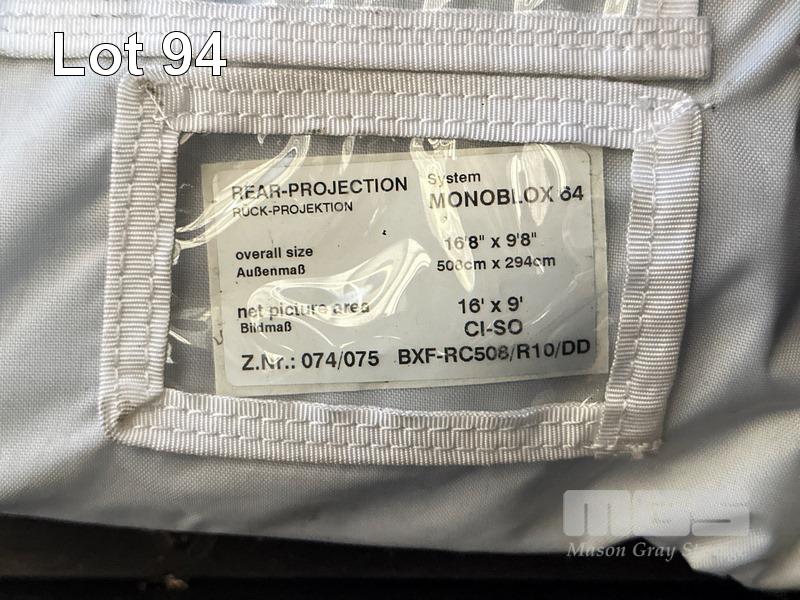 Lot 94
REAR-PROJECTION
RÜCK-PROJEKTION
System
MONOBLOX 64
overall size
Außenmaß
16'8" x 9'8"
508cm x 294cm
net picture area
Bildmaß
16' x 9'
CI-SO
Z.Nr.: 074/075 BXF-RC508/R10/DD
mgs
Mason Gray